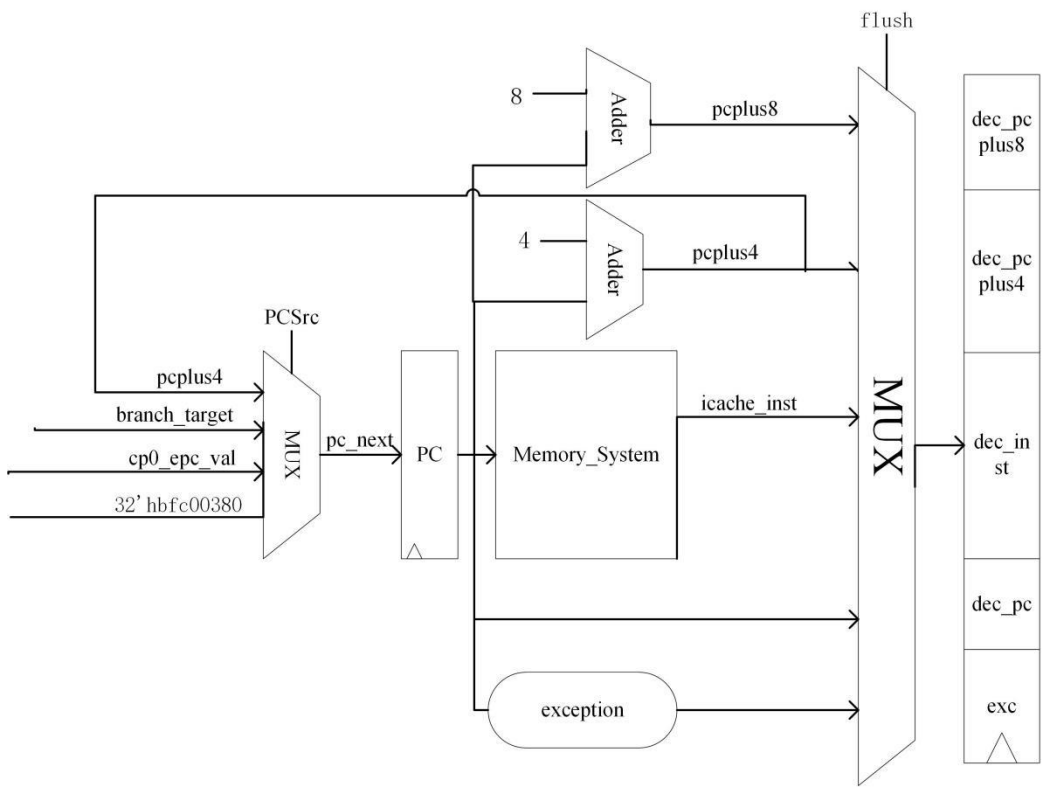 flush
8
Adder
pcplus8
dec_pc
plus8
4
Adder
pcplus4
dec_pc
plus4
PCSrc
pcplus4
branch_target
cp0_epc_val
32'hbfc00380
MUX
pc_next
PC
Memory_System
icache_inst
MUX
dec_in
st
dec_pc
exception
exc